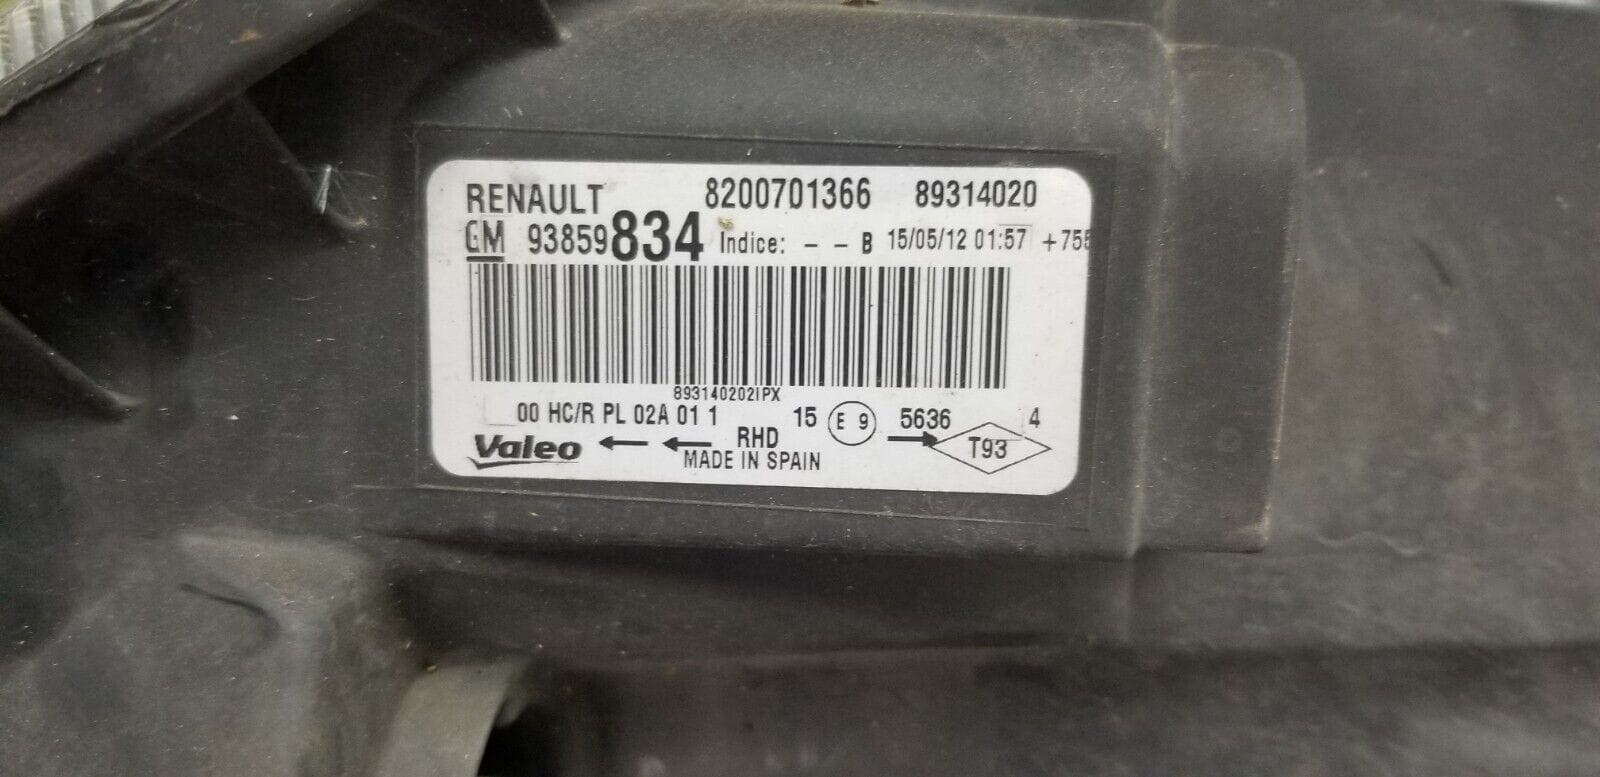 RENAULT 8200701366 89314020
GM 93859834 Indice: - - B 15/05/12 01:57 +755
893140202IPX
00 HC/R PL 02A 01 1 15 E 9 5636 4
Valeo ← ← RHD → T93
MADE IN SPAIN